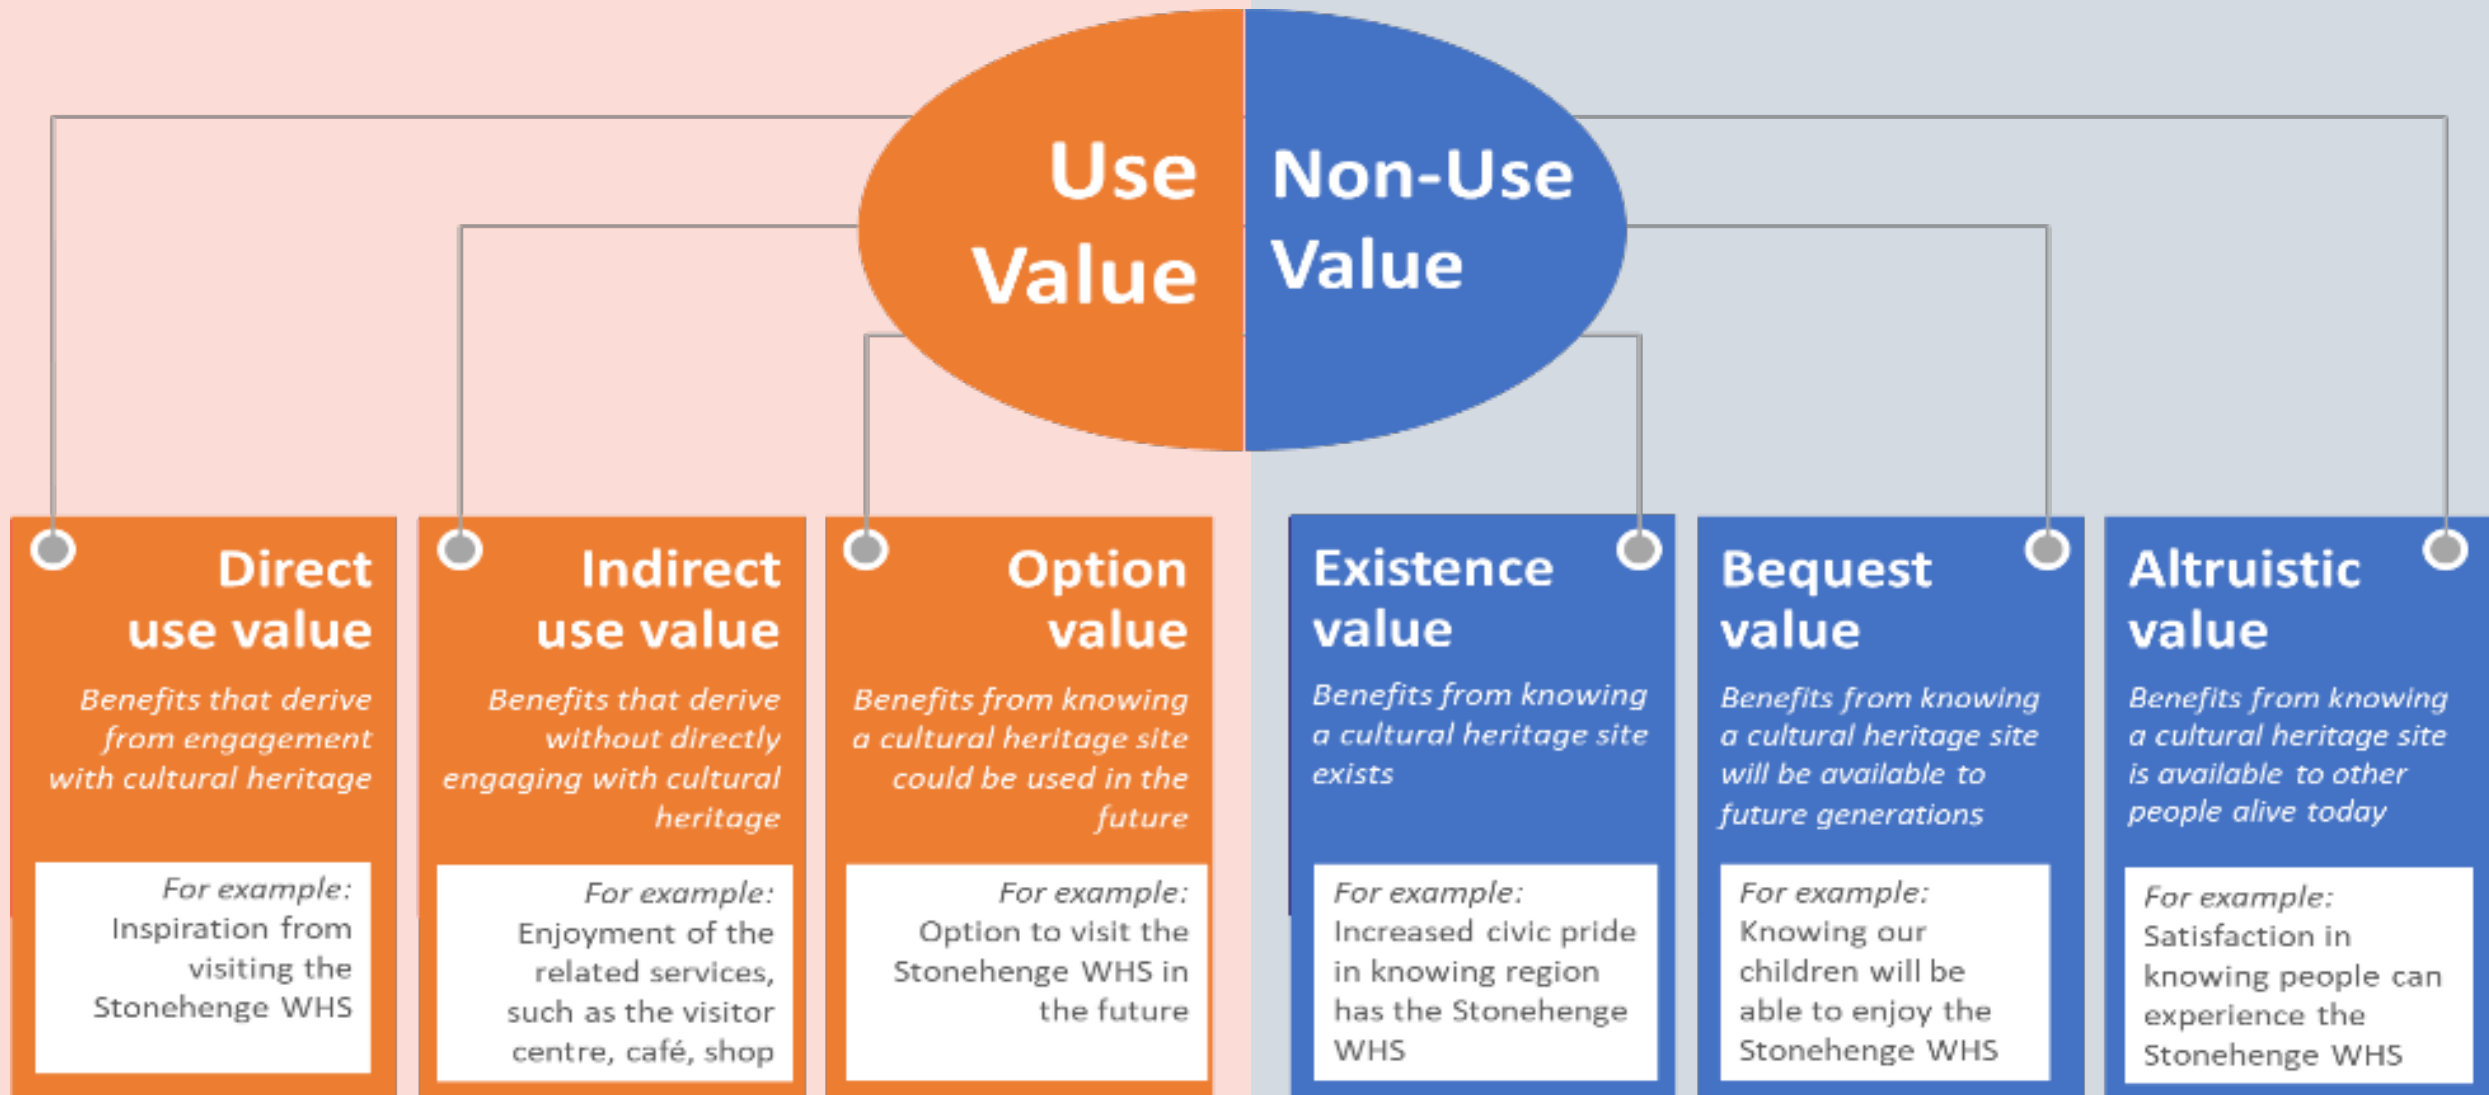 Use
Value
Non-Use
Value
Direct
use value
Benefits that derive
from engagement
with cultural heritage
For example:
Inspiration from
visiting the
Stonehenge WHS
Indirect
use value
Benefits that derive
without directly
engaging with cultural
heritage
For example:
Enjoyment of the
related services,
such as the visitor
centre, café, shop
Option
value
Benefits from knowing
a cultural heritage site
could be used in the
future
For example:
Option to visit the
Stonehenge WHS in
the future
Existence
value
Benefits from knowing
a cultural heritage site
exists
For example:
Increased civic pride
in knowing region
has the Stonehenge
WHS
Bequest
value
Benefits from knowing
a cultural heritage site
will be available to
future generations
For example:
Knowing our
children will be
able to enjoy the
Stonehenge WHS
Altruistic
value
Benefits from knowing
a cultural heritage site
is available to other
people alive today
For example:
Satisfaction in
knowing people can
experience the
Stonehenge WHS